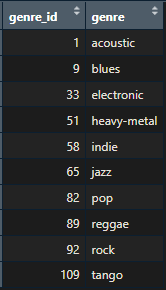 genre_id genre
1 acoustic
9 blues
33 electronic
51 heavy-metal
58 indie
65 jazz
82 pop
89 reggae
92 rock
109 tango